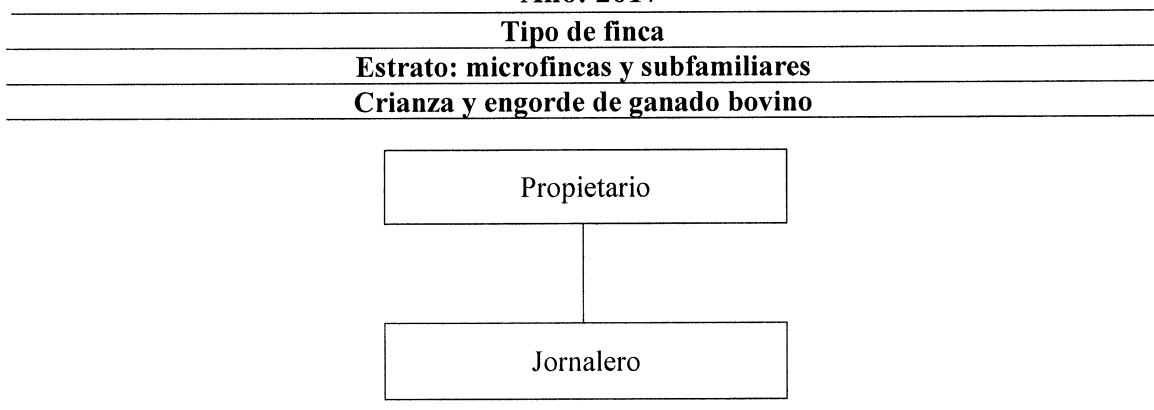 Tipo de finca
Estrato: microfincas y subfamiliares
Crianza y engorde de ganado bovino
Propietario
Jornalero